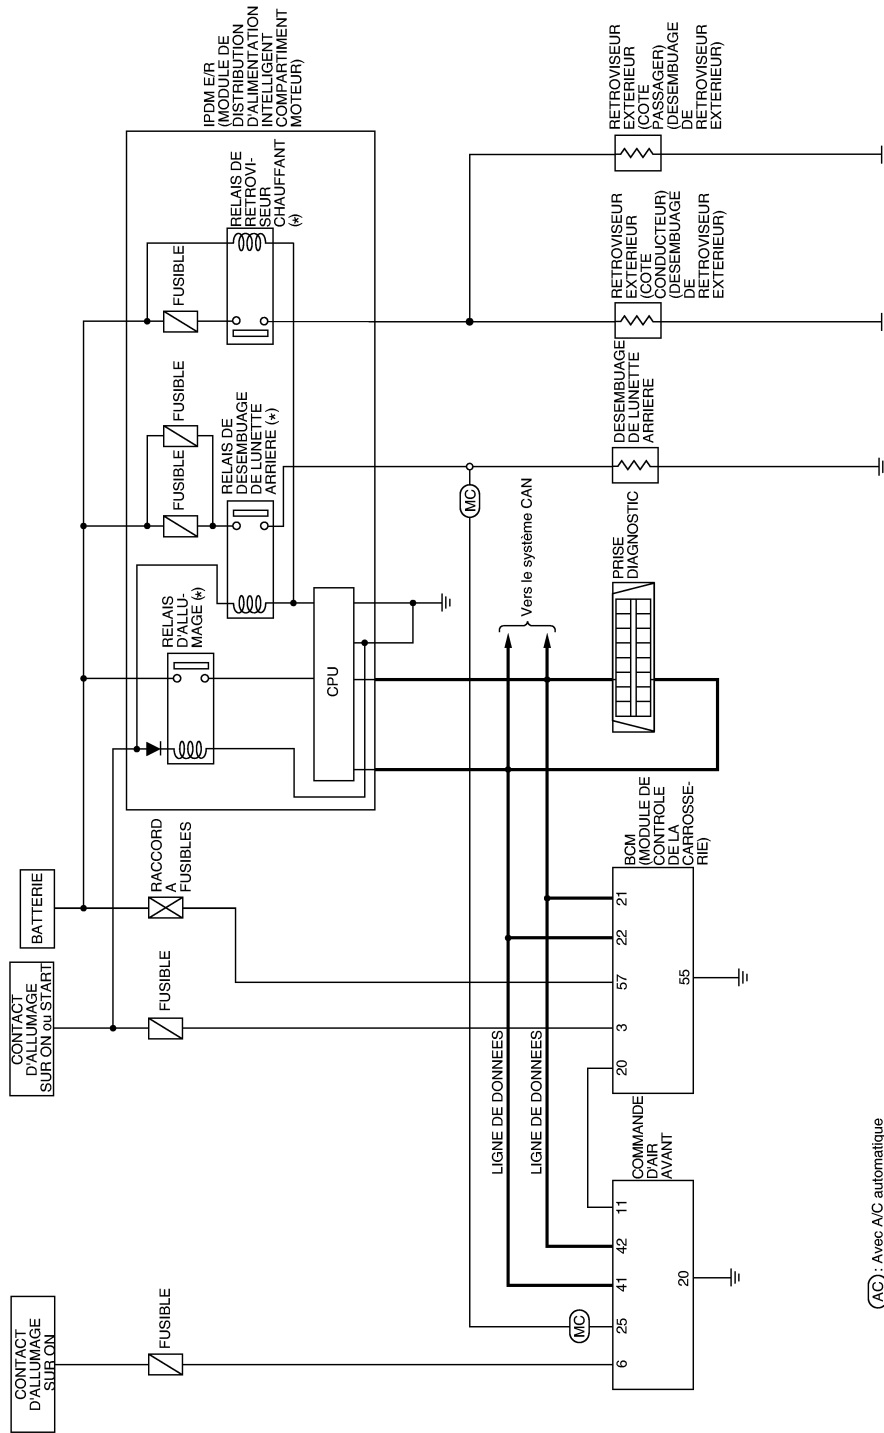 CONTACT
D'ALLUMAGE
SUR ON
CONTACT
D'ALLUMAGE
SUR ON ou START
BATTERIE
FUSIBLE
FUSIBLE
RACCORD
A
FUSIBLES
IPDM E/R
(MODULE DE
DISTRIBUTION
D'ALIMENTATION
INTELLIGENT
COMPARTIMENT
MOTEUR)
RELAIS
D'ALLU-
MAGE (*)
FUSIBLE
FUSIBLE
RELAIS DE
DESEMBUAGE
DE LUNETTE
ARRIERE (*)
FUSIBLE
RELAIS DE
RETROVI-
SEUR
CHAUFFANT
(*)
CPU
MC
Vers le système CAN
LIGNE DE DONNEES
LIGNE DE DONNEES
MC
6
25
41
42
11
20
COMMANDE
D'AIR
AVANT
20
3
57
22
21
55
BCM
(MODULE DE
CONTROLE
DE LA
CARROSSE-
RIE)
PRISE
DIAGNOSTIC
DESEMBUAGE
DE LUNETTE
ARRIERE
RETROVISEUR
EXTERIEUR
(COTE
CONDUCTEUR)
(DESEMBUAGE
DE
RETROVISEUR
EXTERIEUR)
RETROVISEUR
EXTERIEUR
(COTE
PASSAGER)
(DESEMBUAGE
DE
RETROVISEUR
EXTERIEUR)
AC : Avec A/C automatique